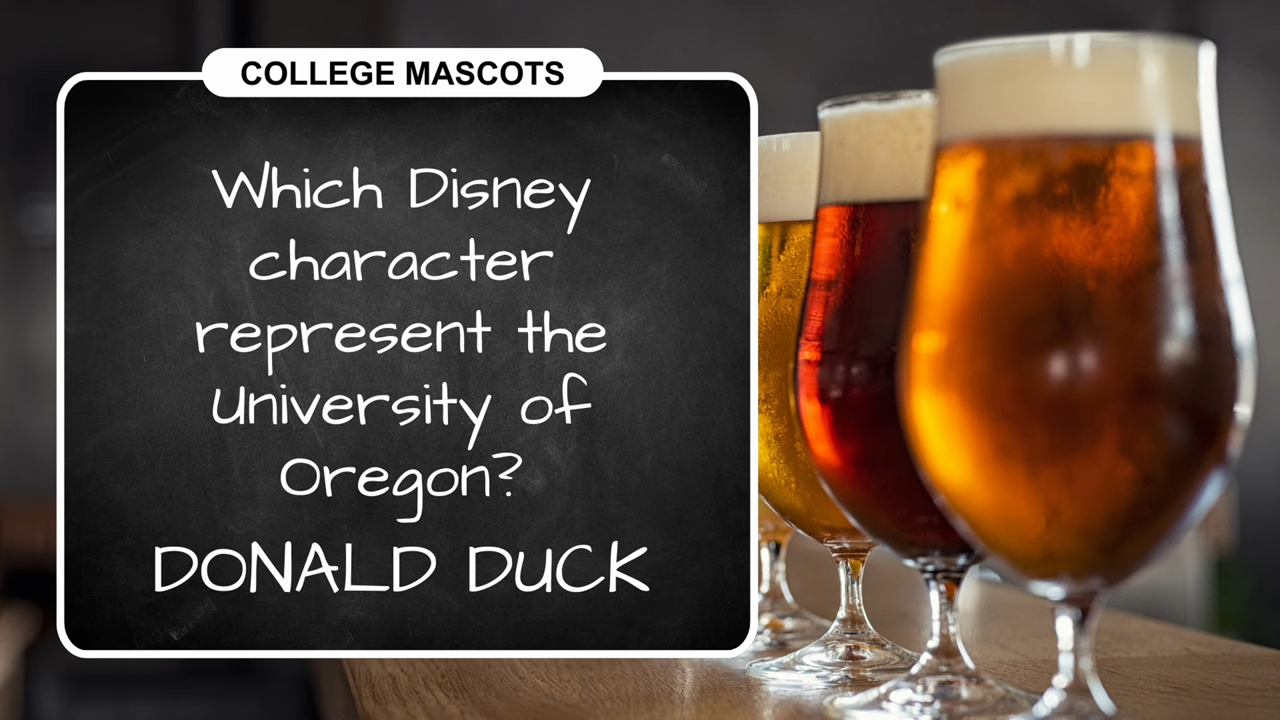 COLLEGE MASCOTS
Which Disney
character
represent the
University of
Oregon?
DONALD DUCK